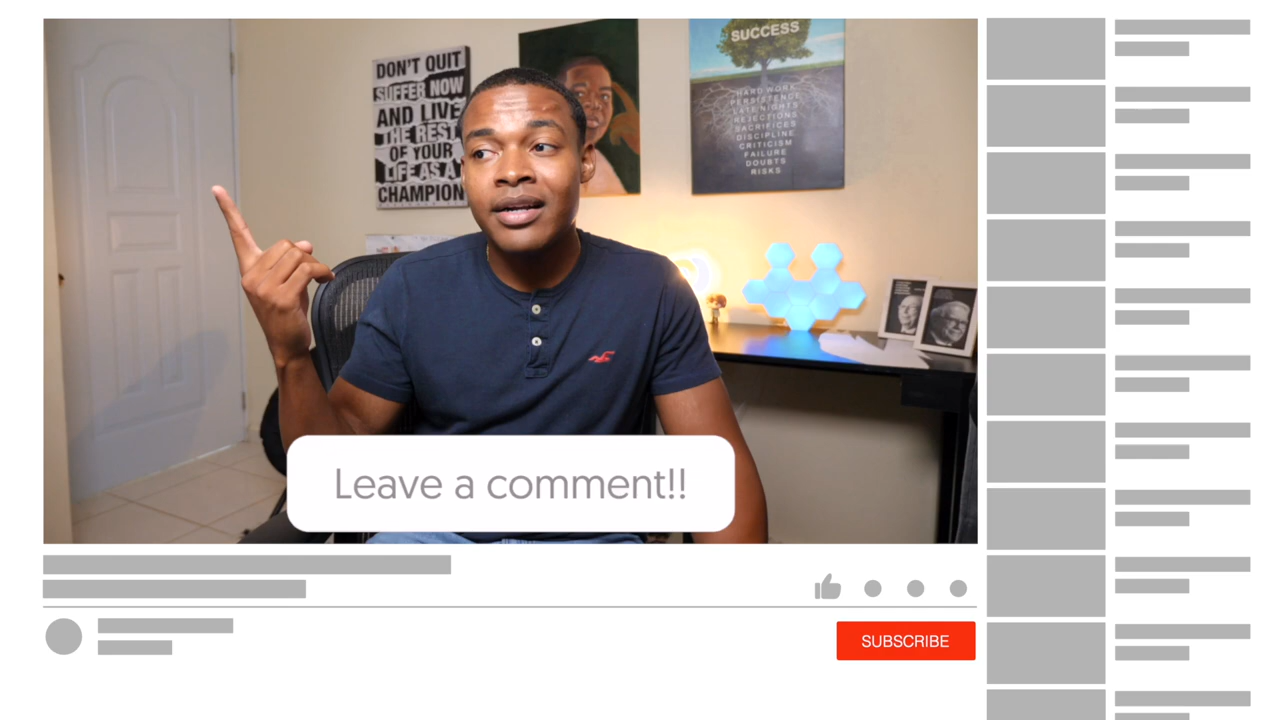 DON'T QUIT
SUFFER NOW
AND LIVE
THE REST
OF YOUR
LIFE AS A
CHAMPION
SUCCESS
HARD WORK
PERSISTENCE
LATE NIGHTS
REJECTIONS
SACRIFICES
DISCIPLINE
CRITICISM
FAILURE
DOUBTS
RISKS
Leave a comment!!
SUBSCRIBE